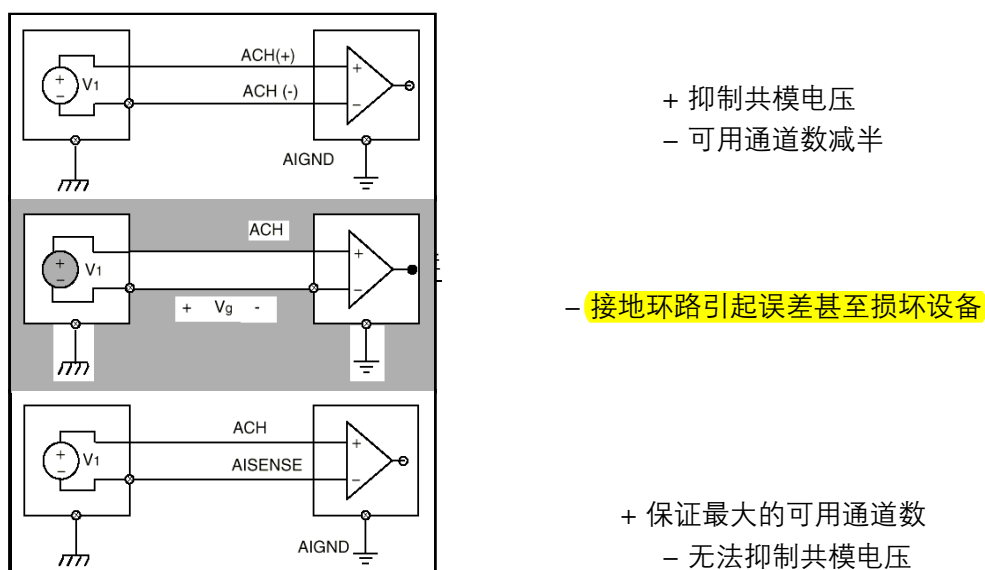 ACH(+)
+ V1 +
ACH (-)
− −
AIGND
+ 抑制共模电压
– 可用通道数减半
ACH
+ V1 +
− −
+ Vg -
– 接地环路引起误差甚至损坏设备
ACH
+ V1 +
AISENSE
− −
AIGND
+ 保证最大的可用通道数
– 无法抑制共模电压